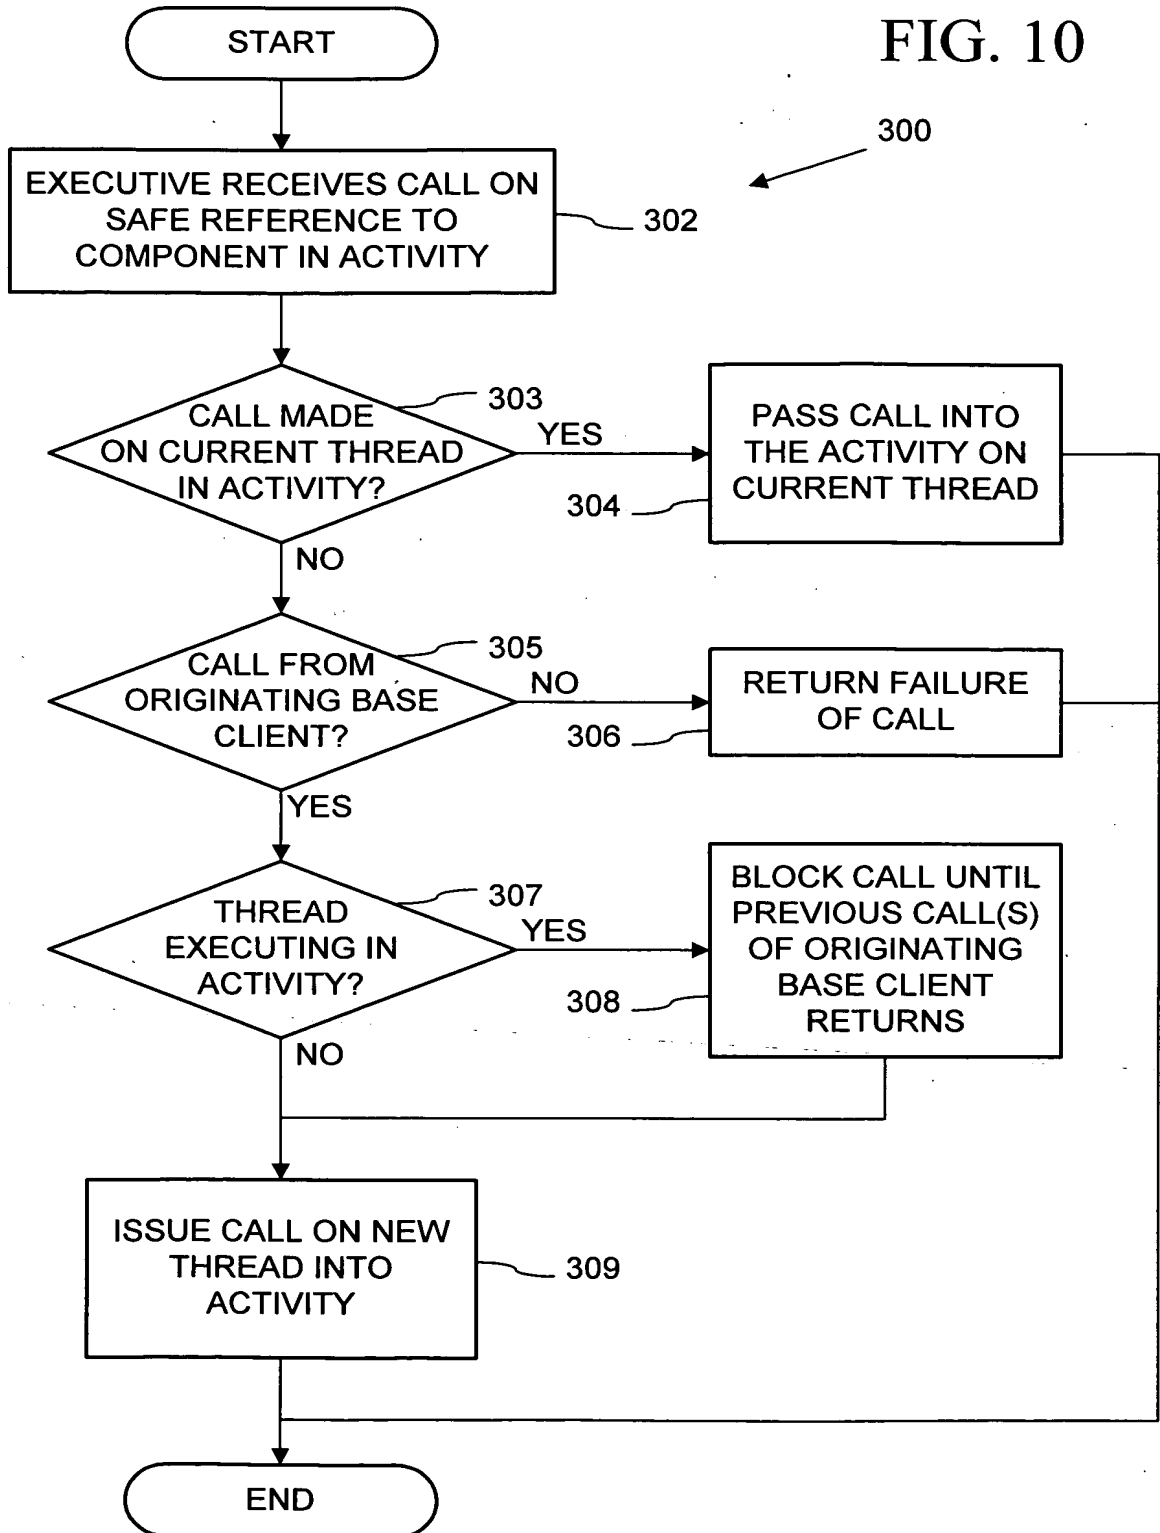 START
FIG. 10
300
EXECUTIVE RECEIVES CALL ON
SAFE REFERENCE TO
COMPONENT IN ACTIVITY
302
CALL MADE
ON CURRENT THREAD
IN ACTIVITY?
303
YES
NO
PASS CALL INTO
THE ACTIVITY ON
CURRENT THREAD
304
CALL FROM
ORIGINATING BASE
CLIENT?
305
NO
YES
RETURN FAILURE
OF CALL
306
THREAD
EXECUTING IN
ACTIVITY?
307
YES
NO
BLOCK CALL UNTIL
PREVIOUS CALL(S)
OF ORIGINATING
BASE CLIENT
RETURNS
308
ISSUE CALL ON NEW
THREAD INTO
ACTIVITY
309
END